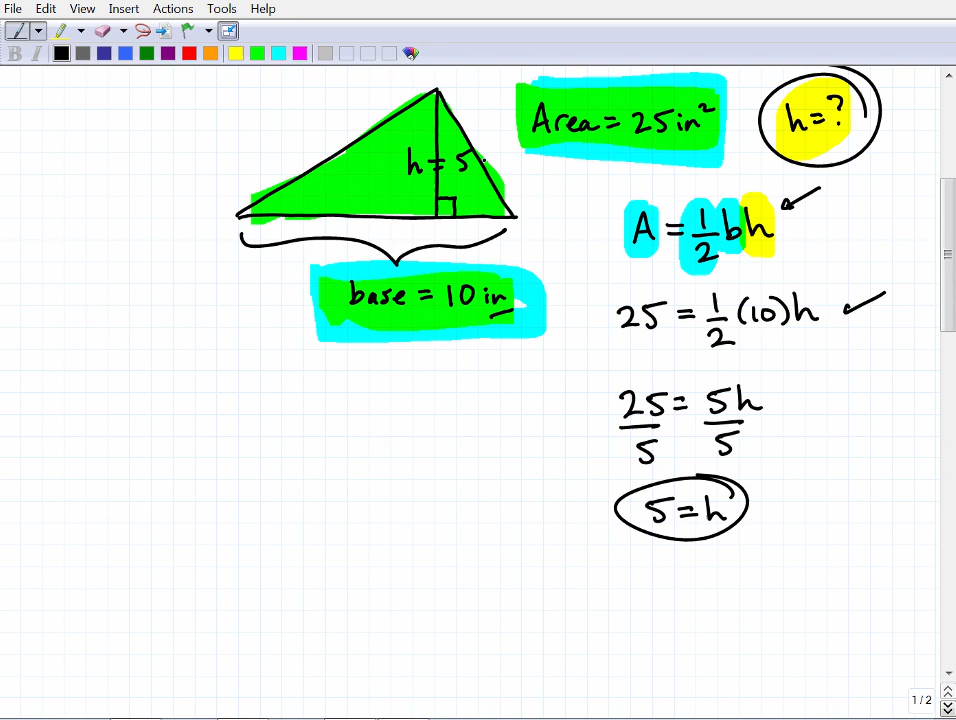 File Edit View Insert Actions Tools Help
B I
Area = 25 in²
h = ?
h = 5
A = 1/2 bh
base = 10 in
25 = 1/2 (10) h
25/5 = 5h/5
5 = h
1 / 2